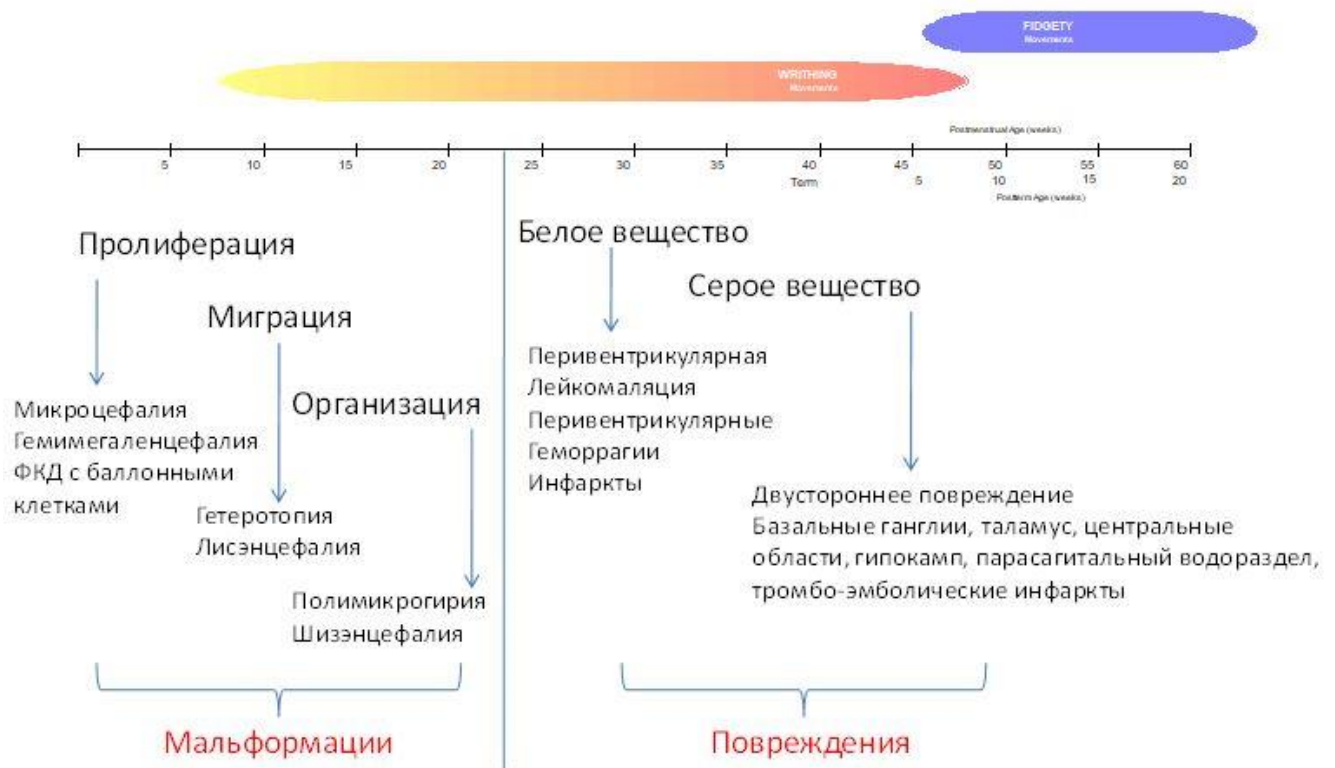 FIDGETY
Movements
WRITHING
Movements
Postmenstrual Age (weeks)
5 10 15 20 25 30 35 40 45 50 55 60
Term 5 10 15 20
Postterm Age (weeks)
Пролиферация
Белое вещество
Серое вещество
Миграция
Перивентрикулярная
Лейкомаляция
Перивентрикулярные
Геморрагии
Инфаркты
Организация
Микроцефалия
Гемимегаленцефалия
ФКД с баллонными
клетками
Гетеротопия
Лисэнцефалия
Двустороннее повреждение
Базальные ганглии, таламус, центральные
области, гипокамп, парасагитальный водораздел,
тромбо-эмболические инфаркты
Полимикрогирия
Шизэнцефалия
Мальформации
Повреждения